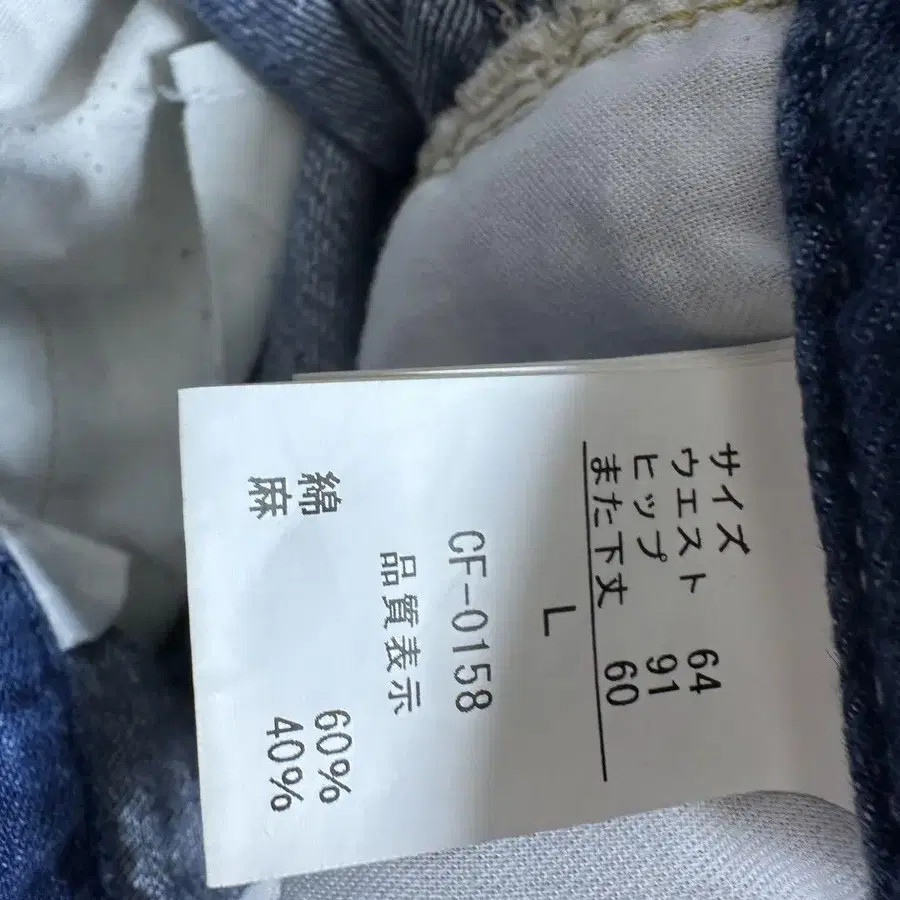 サイズ
ウエスト 64
ヒップ 91
また下丈 60
L
CF-0158
品質表示
綿 60%
麻 40%